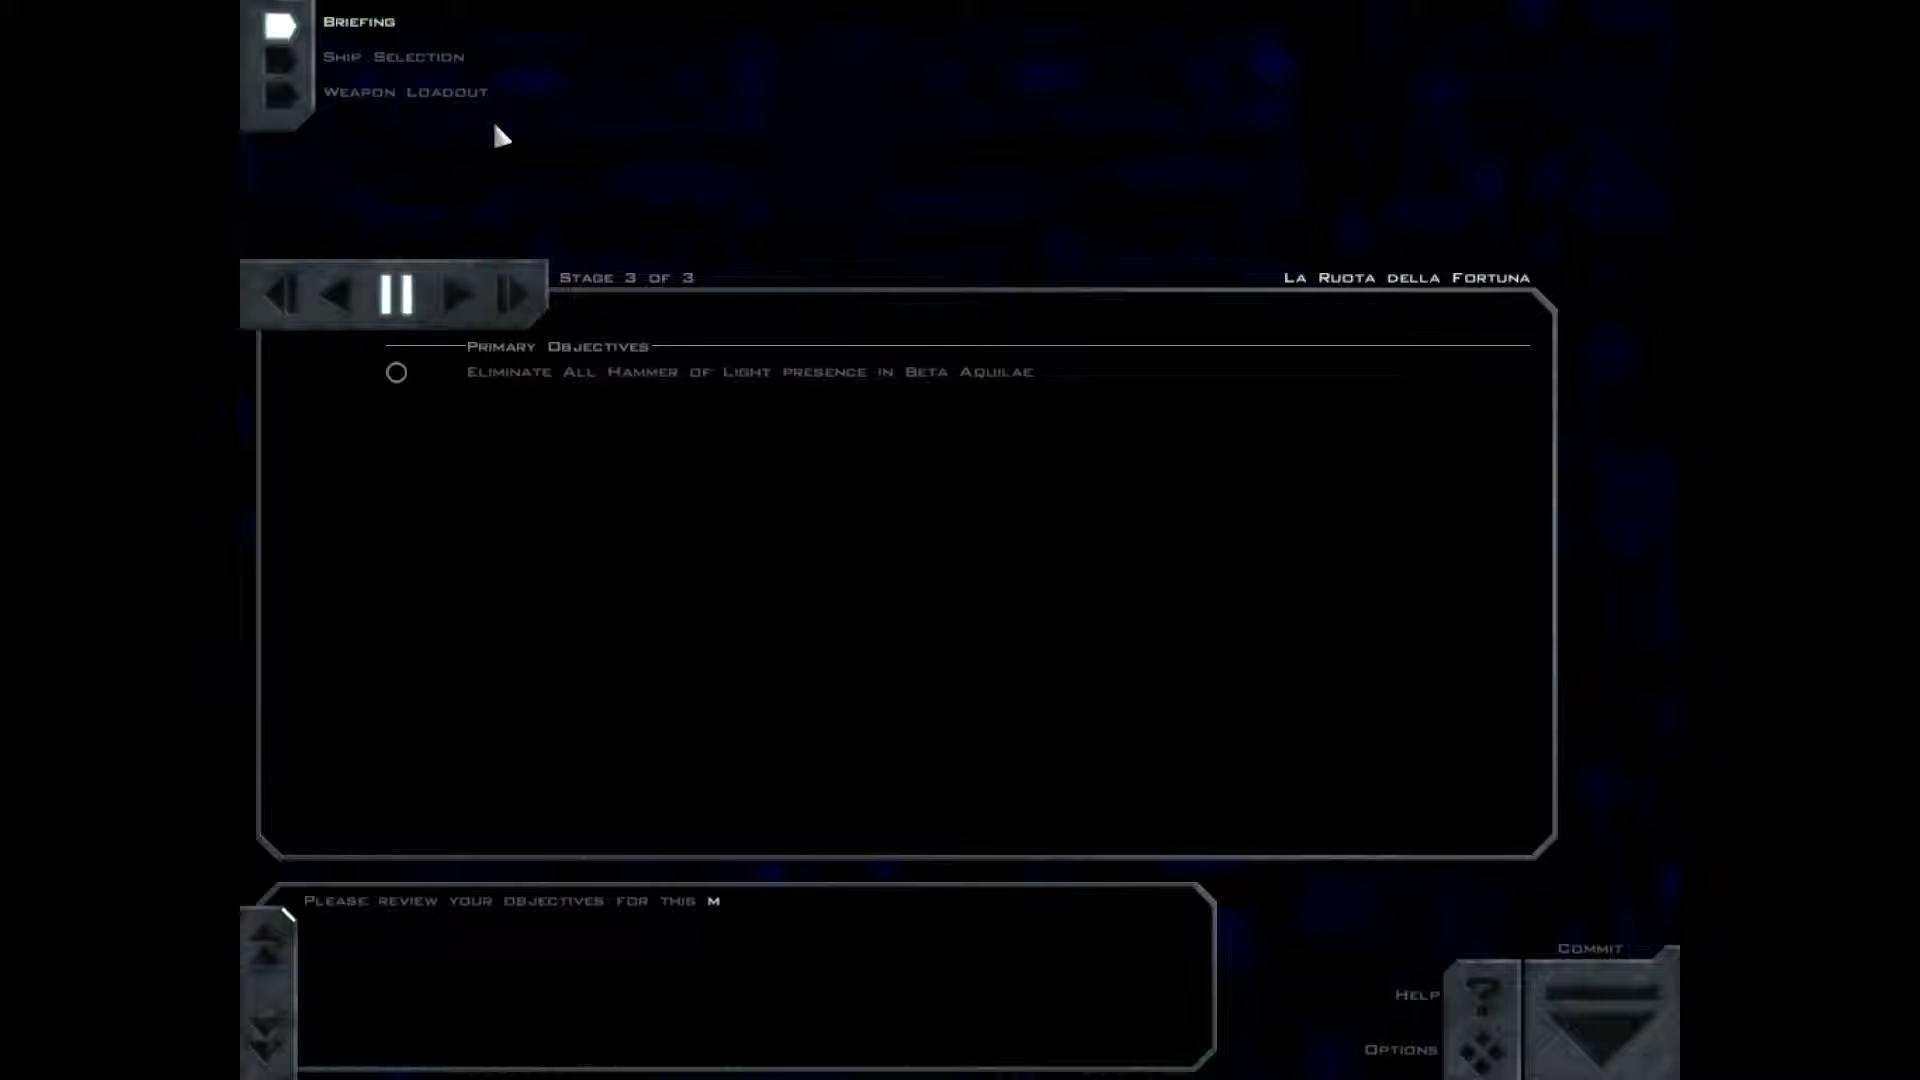 Briefing
Ship Selection
Weapon Loadout
Stage 3 of 3
La Ruota della Fortuna
Primary Objectives
Eliminate All Hammer of Light presence in Beta Aquilae
Please review your objectives for this m
Commit
Help
?
Options